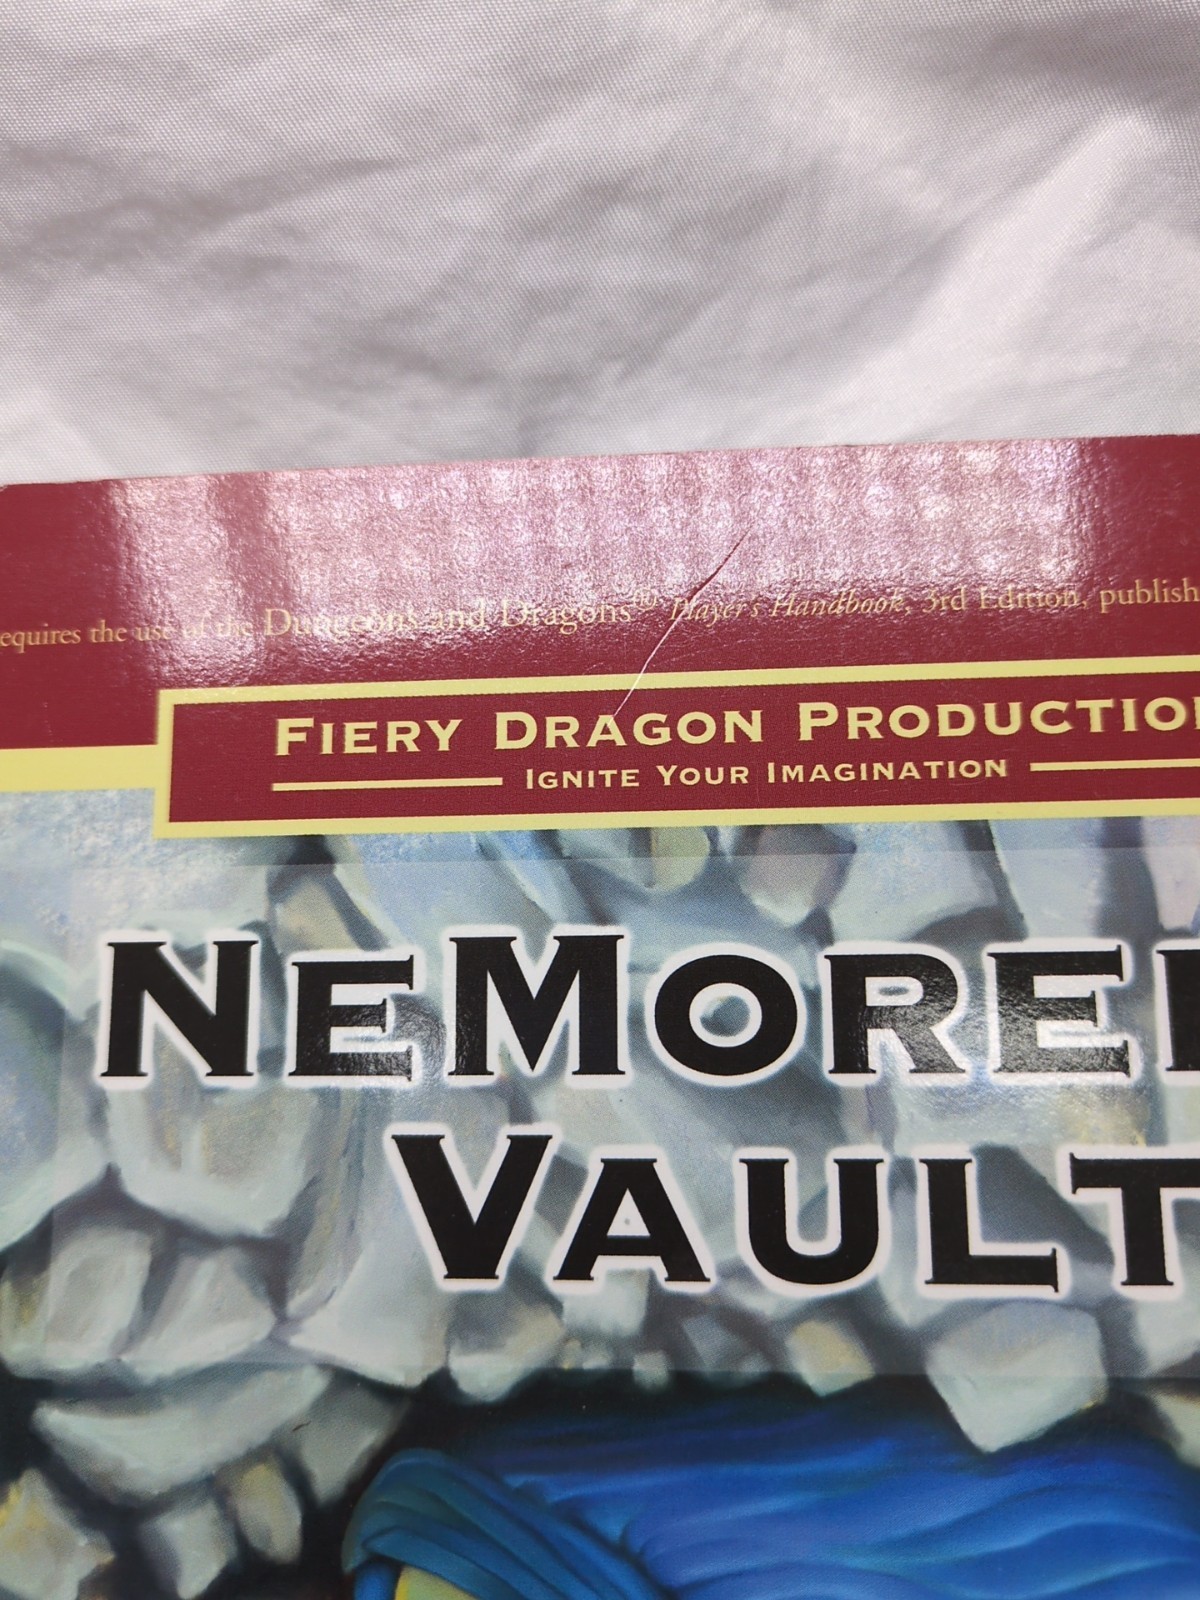 equires the use of the Dungeons and Dragons Player's Handbook, 3rd Edition, publish
FIERY DRAGON PRODUCTIO
IGNITE YOUR IMAGINATION
NEMORE
VAULT